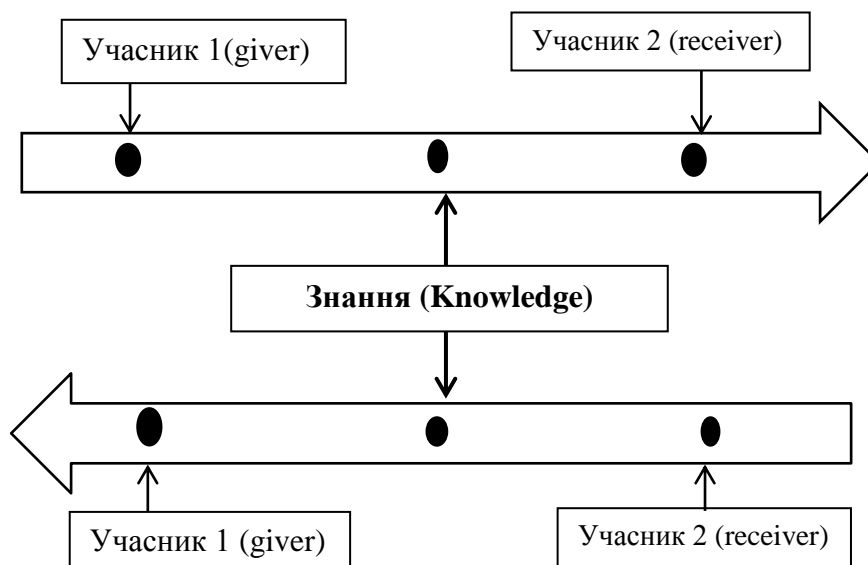 Учасник 1(giver)
Учасник 2 (receiver)
Знання (Knowledge)
Учасник 1 (giver)
Учасник 2 (receiver)